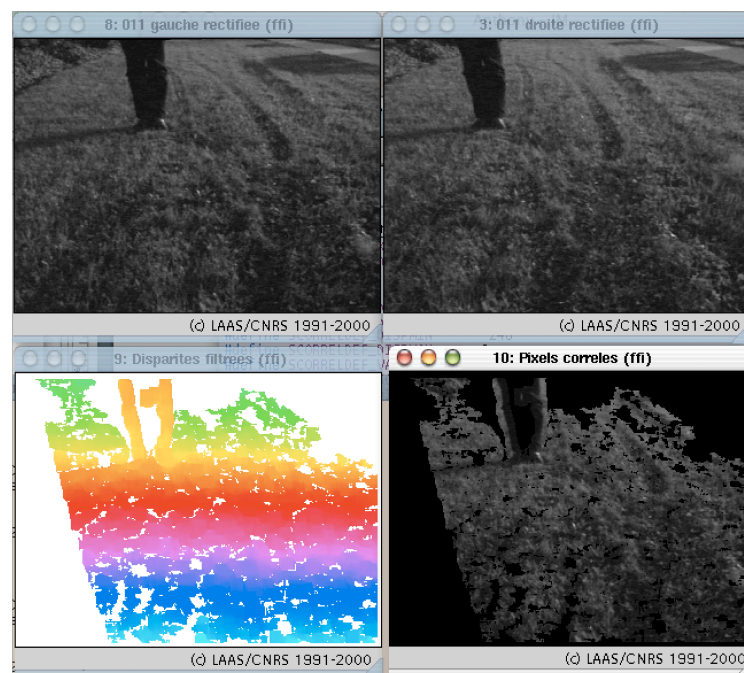 8: 011 gauche rectifiee (ffi)
3: 011 droite rectifiee (ffi)
(c) LAAS/CNRS 1991-2000
(c) LAAS/CNRS 1991-2000
9: Disparites filtrees (ffi)
10: Pixels correles (ffi)
(c) LAAS/CNRS 1991-2000
(c) LAAS/CNRS 1991-2000